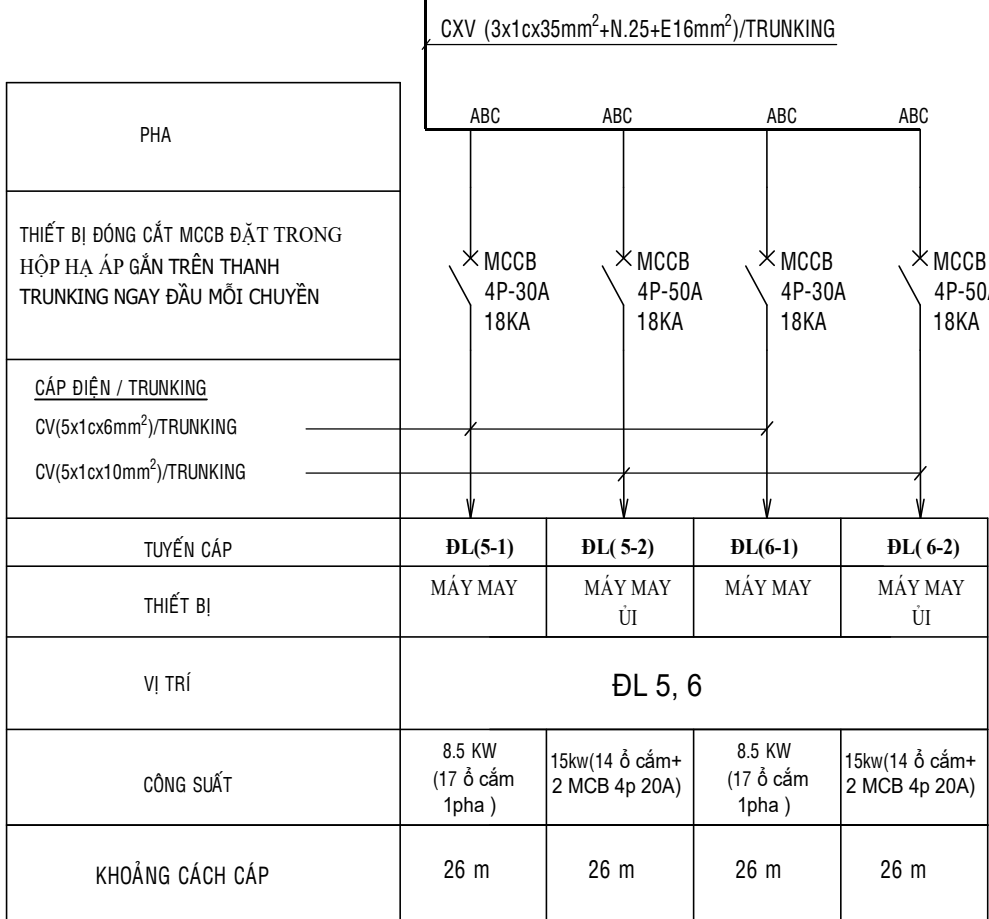 CXV (3x1cx35mm²+N.25+E16mm²)/TRUNKING
PHA
ABC
ABC
ABC
ABC
THIẾT BỊ ĐÓNG CẮT MCCB ĐẶT TRONG
HỘP HẠ ÁP GẮN TRÊN THANH
TRUNKING NGAY ĐẦU MỖI CHUYỀN
MCCB
4P-30A
18KA
MCCB
4P-50A
18KA
MCCB
4P-30A
18KA
MCCB
4P-50
18KA
CÁP ĐIỆN / TRUNKING
CV(5x1cx6mm²)/TRUNKING
CV(5x1cx10mm²)/TRUNKING
TUYẾN CÁP
ĐL(5-1)
ĐL( 5-2)
ĐL(6-1)
ĐL( 6-2)
THIẾT BỊ
MÁY MAY
MÁY MAY
ỦI
MÁY MAY
MÁY MAY
ỦI
VỊ TRÍ
ĐL 5, 6
CÔNG SUẤT
8.5 KW
(17 ổ cắm
1pha )
15kw(14 ổ cắm+
2 MCB 4p 20A)
8.5 KW
(17 ổ cắm
1pha )
15kw(14 ổ cắm+
2 MCB 4p 20A)
KHOẢNG CÁCH CÁP
26 m
26 m
26 m
26 m